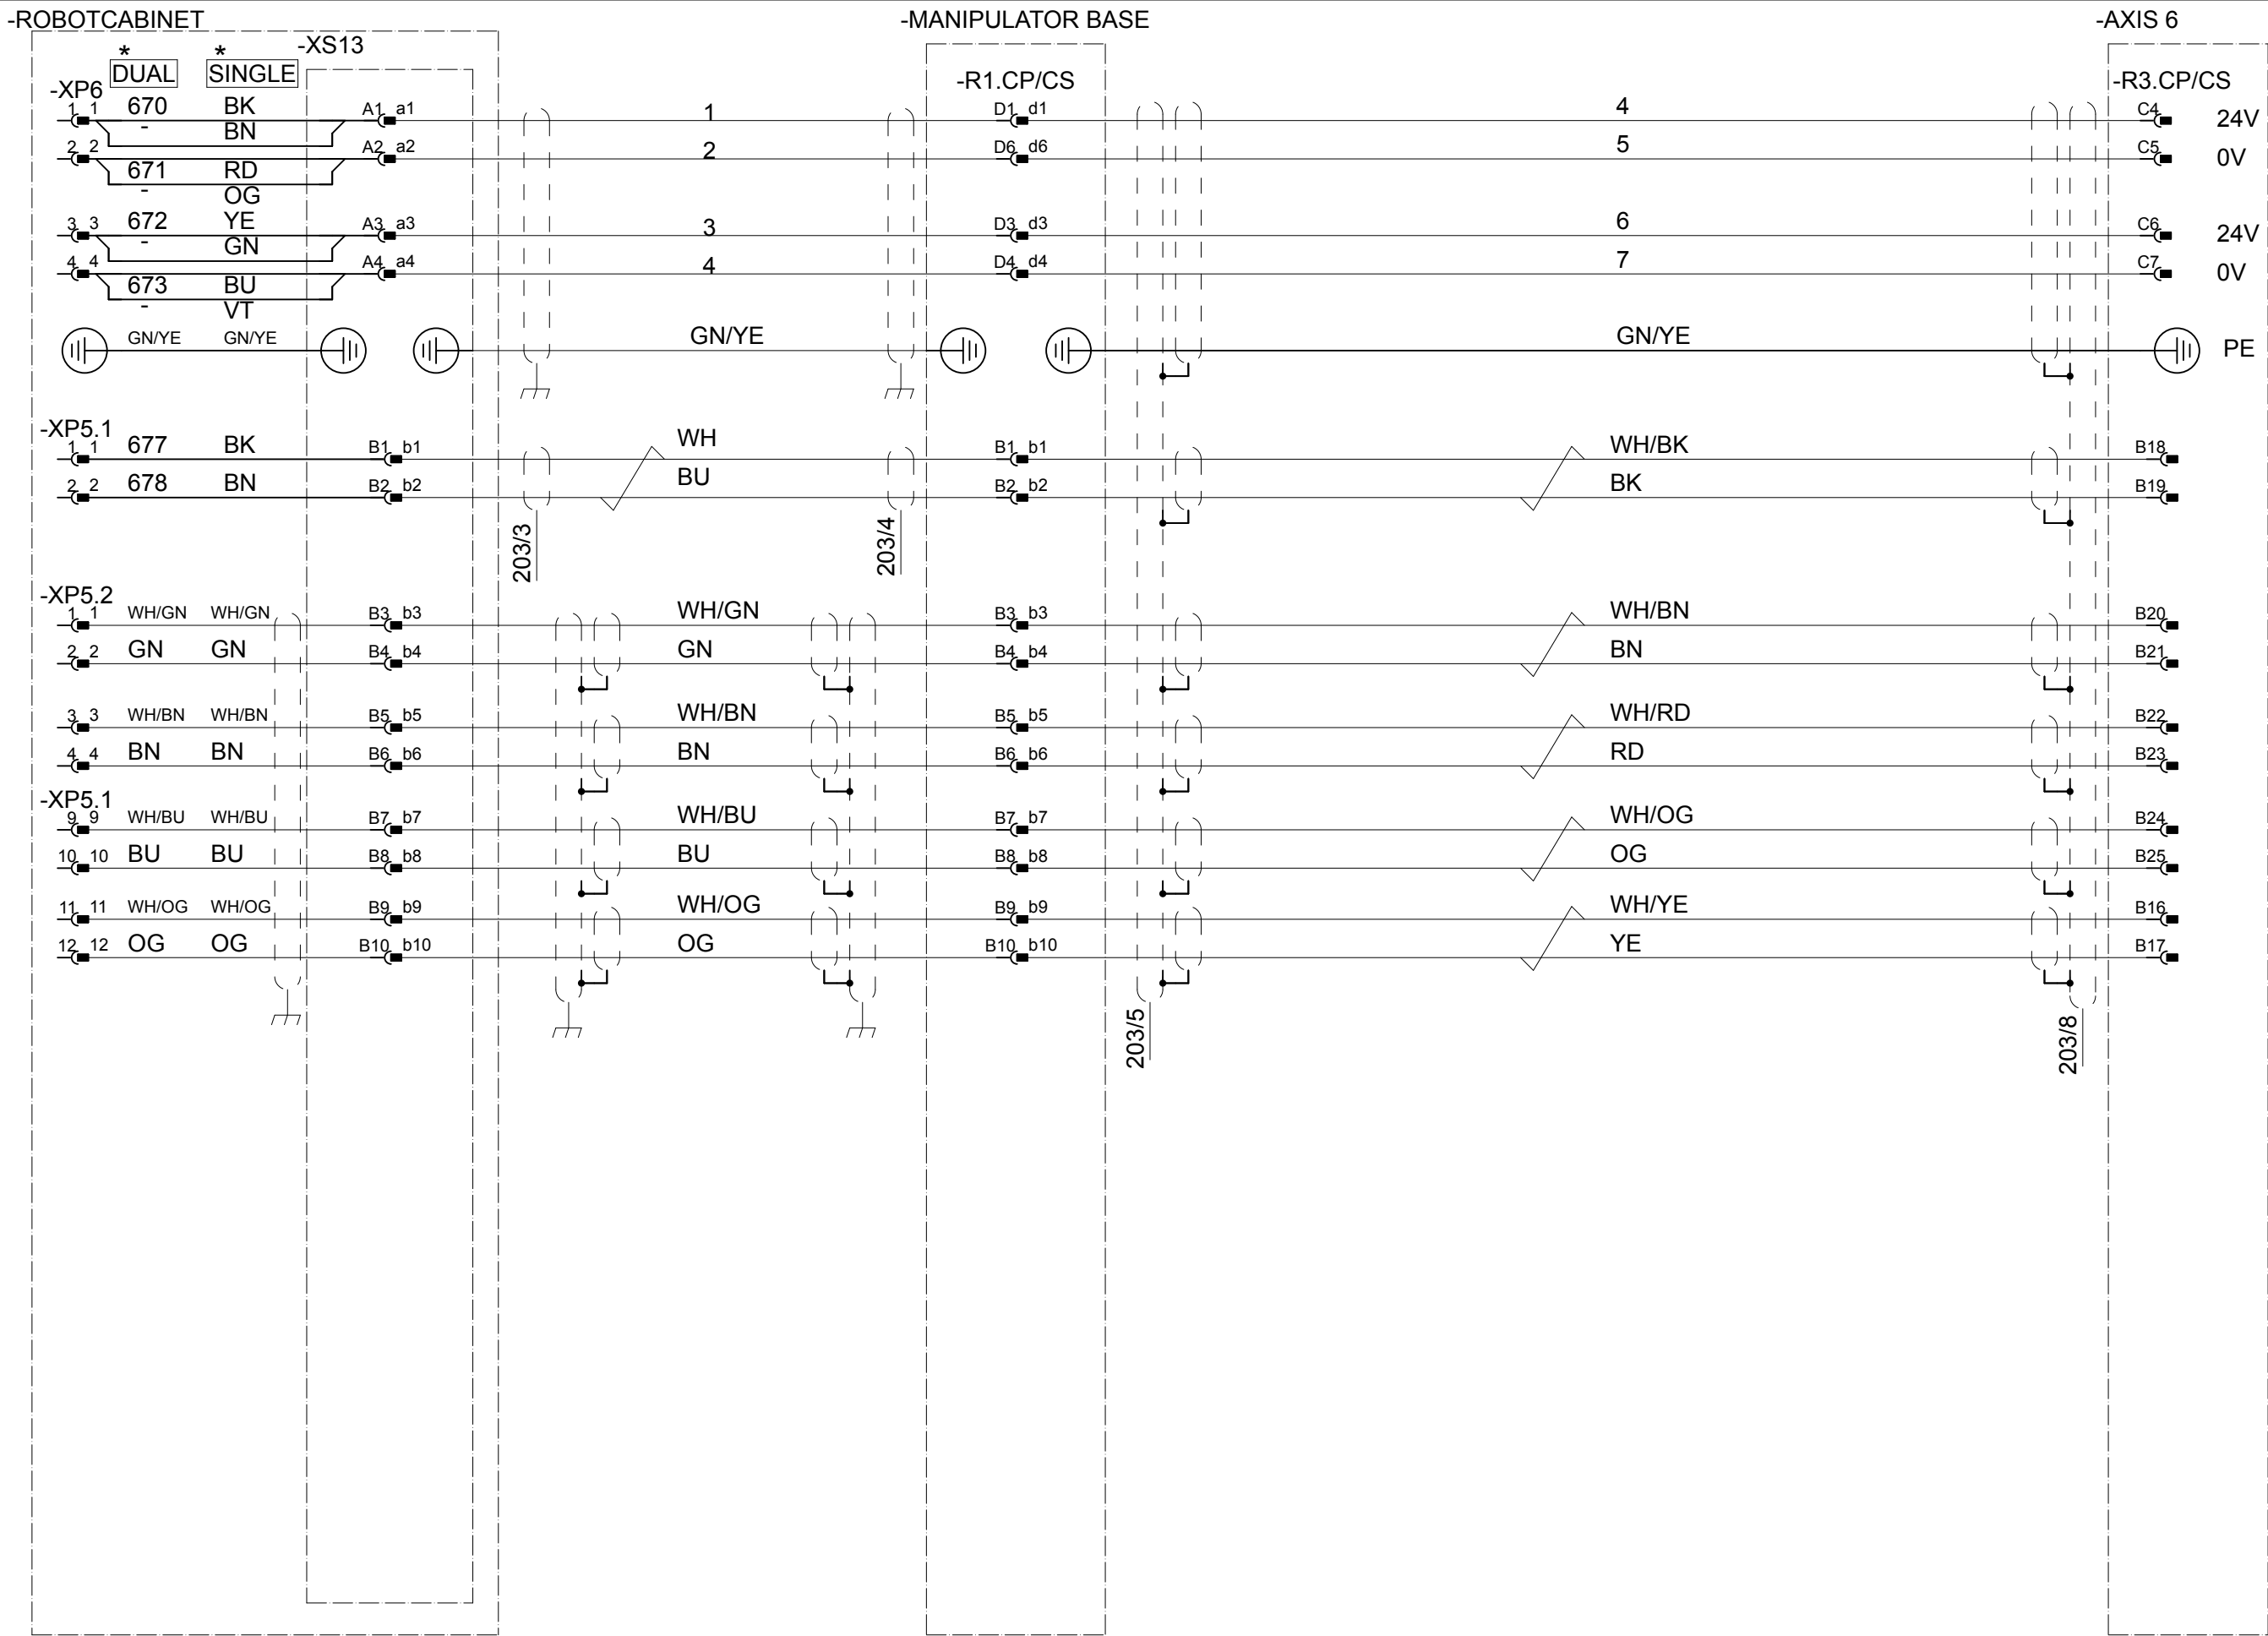 -ROBOTCABINET -MANIPULATOR BASE -AXIS 6
* * -XS13
DUAL SINGLE -R1.CP/CS -R3.CP/CS
-XP6
1 1 670 BK A1 a1 1 D1 d1 4 C4 24V
- BN
2 2 A2 a2 2 D6 d6 5 C5 0V
671 RD
- OG
3 3 672 YE A3 a3 3 D3 d3 6 C6 24V
- GN
4 4 A4 a4 4 D4 d4 7 C7 0V
673 BU
- VT
GN/YE GN/YE GN/YE GN/YE PE
-XP5.1
1 1 677 BK B1 b1 WH B1 b1 WH/BK B18
2 2 678 BN B2 b2 BU B2 b2 BK B19
203/3 203/4
-XP5.2
1 1 WH/GN WH/GN B3 b3 WH/GN B3 b3 WH/BN B20
2 2 GN GN B4 b4 GN B4 b4 BN B21
3 3 WH/BN WH/BN B5 b5 WH/BN B5 b5 WH/RD B22
4 4 BN BN B6 b6 BN B6 b6 RD B23
-XP5.1
9 9 WH/BU WH/BU B7 b7 WH/BU B7 b7 WH/OG B24
10 10 BU BU B8 b8 BU B8 b8 OG B25
11 11 WH/OG WH/OG B9 b9 WH/OG B9 b9 WH/YE B16
12 12 OG OG B10 b10 OG B10 b10 YE B17
203/5 203/8